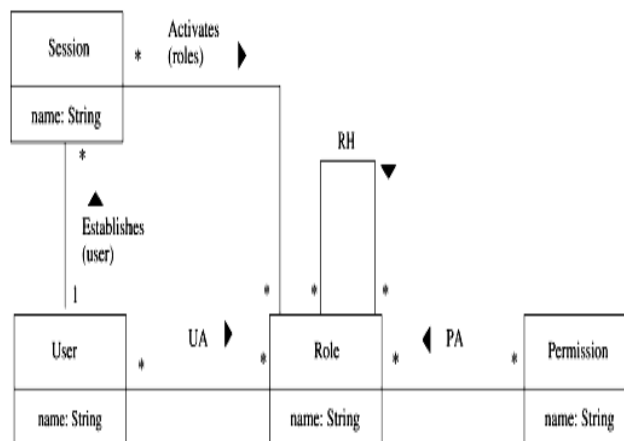 Session
* Activates
(roles)
name: String
*
RH
Establishes
(user)
1
* * *
User
UA
Role
PA
Permission
* * * *
name: String
name: String
name: String